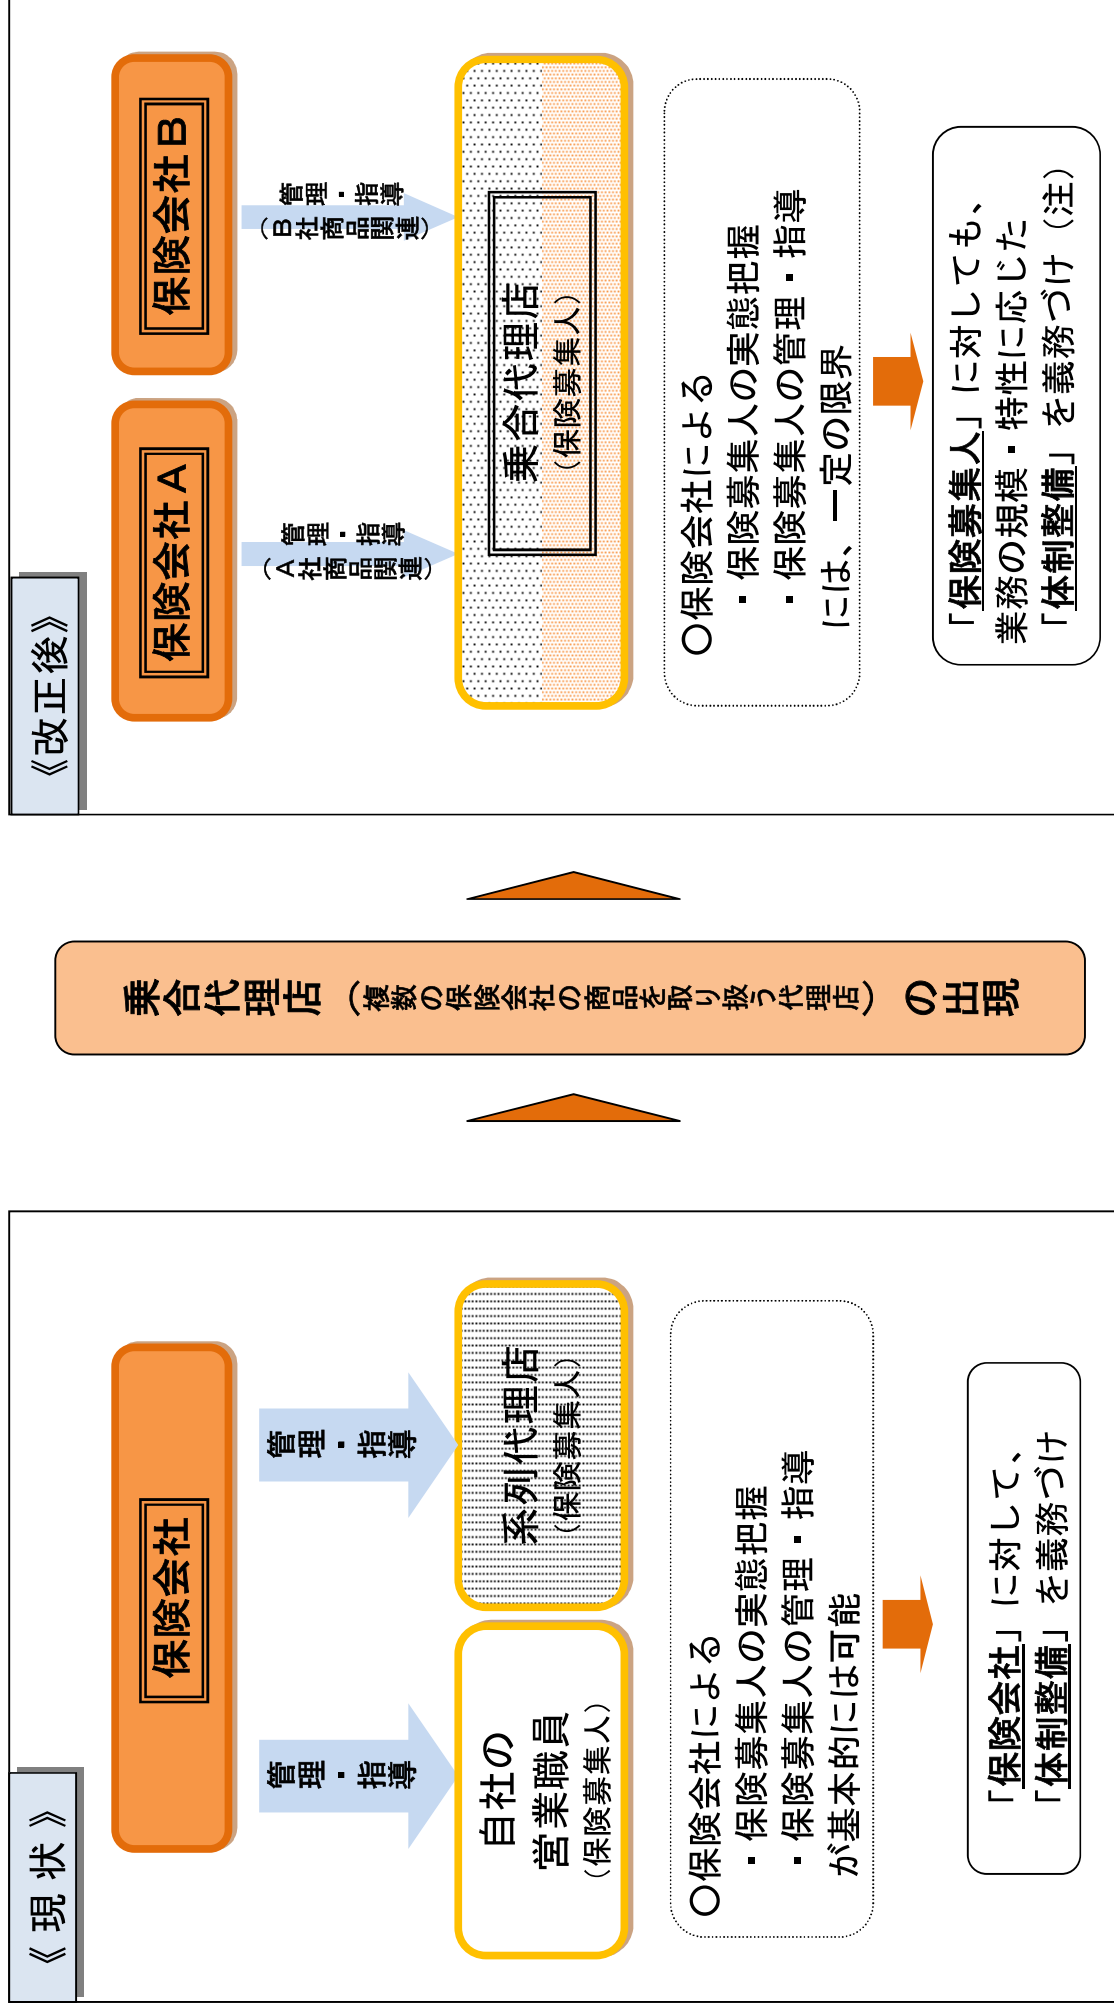 《 現 状 》
保険会社
管理・指導
管理・指導
自社の
営業職員
（保険募集人）
系列代理店
（保険募集人）
○保険会社による
・保険募集人の実態把握
・保険募集人の管理・指導
が基本的には可能
「保険会社」に対して、
「体制整備」を義務づけ
乗合代理店（複数の保険会社の商品を取り扱う代理店）の出現
《改正後》
保険会社Ａ
保険会社Ｂ
管理・指導
（Ａ社商品関連）
管理・指導
（Ｂ社商品関連）
乗合代理店
（保険募集人）
○保険会社による
・保険募集人の実態把握
・保険募集人の管理・指導
には、一定の限界
「保険募集人」に対しても、
業務の規模・特性に応じた
「体制整備」を義務づけ（注）